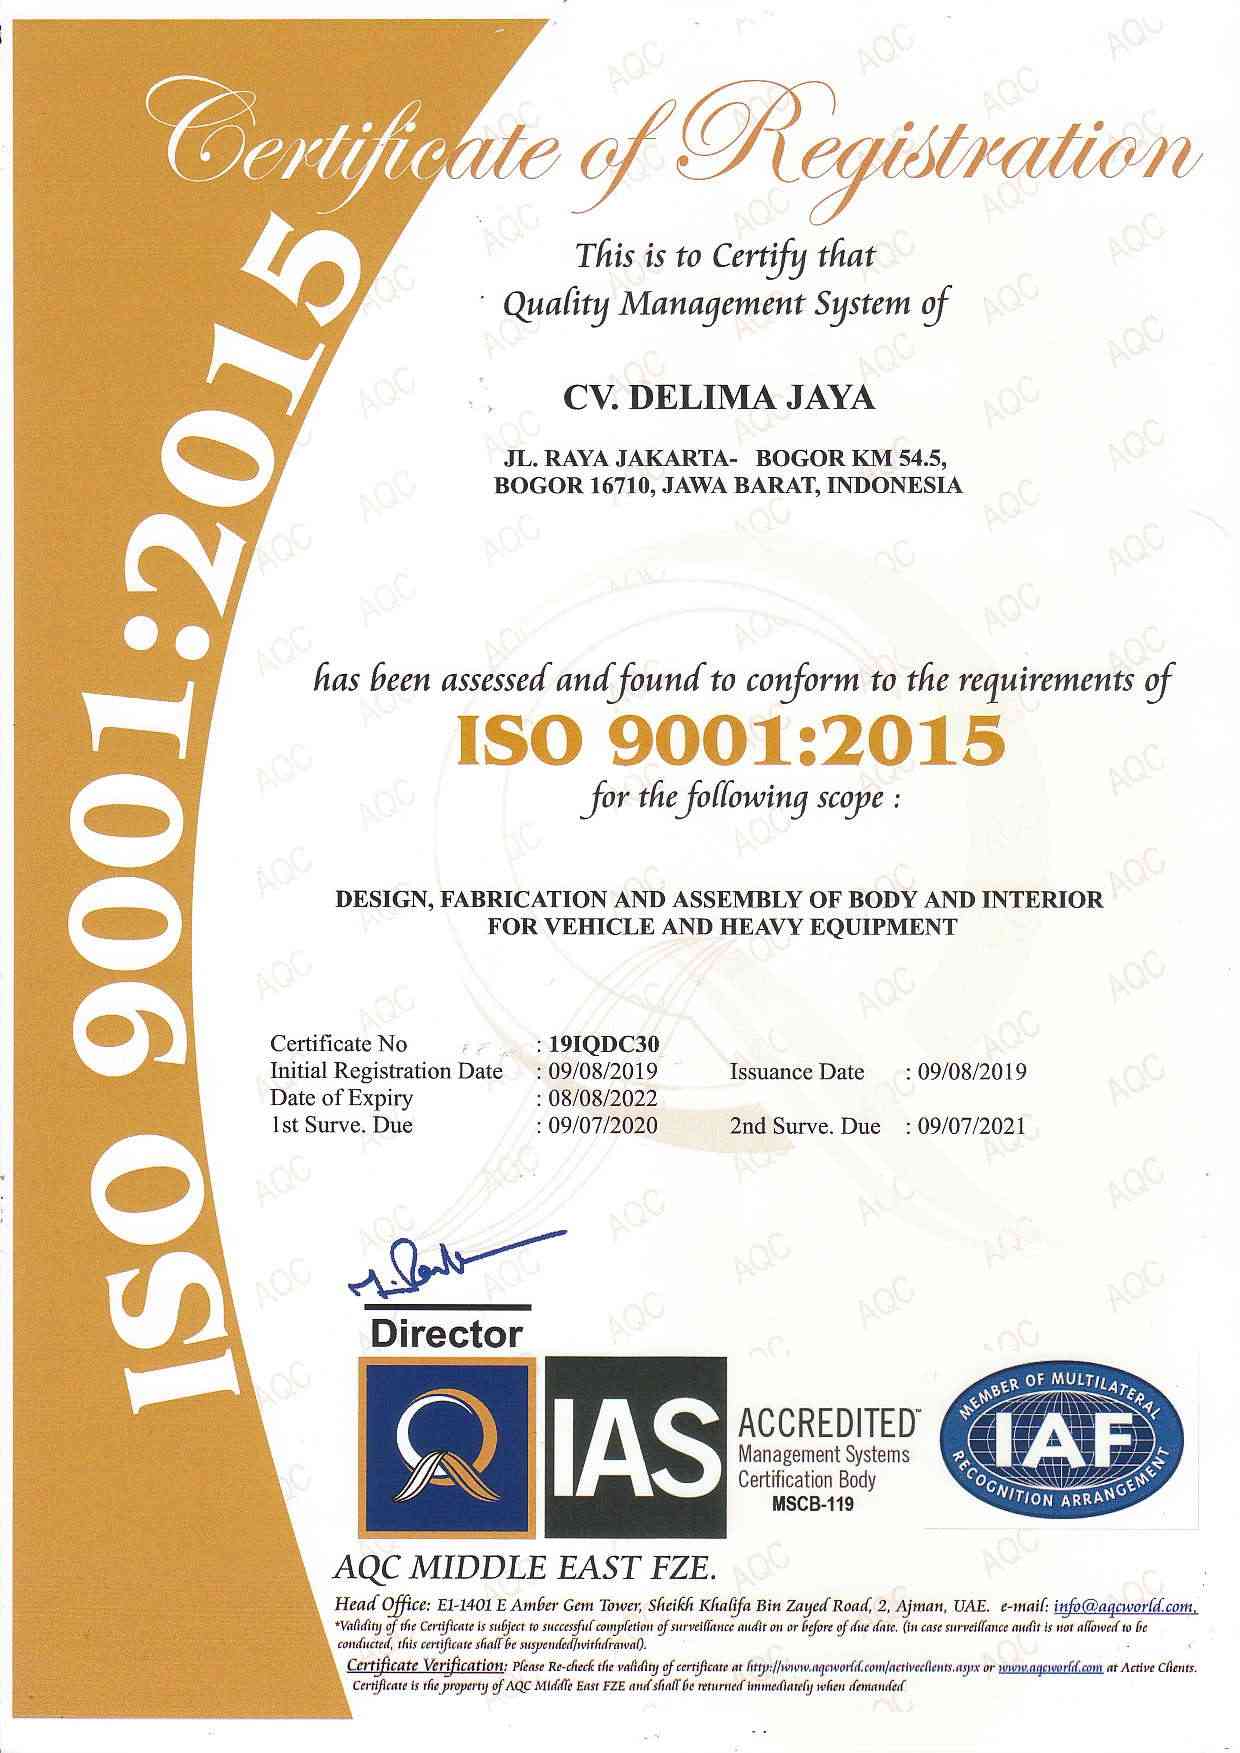 Certificate of Registration
This is to Certify that
Quality Management System of
CV. DELIMA JAYA
JL. RAYA JAKARTA- BOGOR KM 54.5,
BOGOR 16710, JAWA BARAT, INDONESIA
has been assessed and found to conform to the requirements of
ISO 9001:2015
for the following scope :
DESIGN, FABRICATION AND ASSEMBLY OF BODY AND INTERIOR
FOR VEHICLE AND HEAVY EQUIPMENT
Certificate No : 19IQDC30
Initial Registration Date : 09/08/2019 Issuance Date : 09/08/2019
Date of Expiry : 08/08/2022
1st Surve. Due : 09/07/2020 2nd Surve. Due : 09/07/2021
ISO 9001:2015
Director
IAS
ACCREDITED™
Management Systems
Certification Body
MSCB-119
MEMBER OF MULTILATERAL
IAF
RECOGNITION ARRANGEMENT
AQC MIDDLE EAST FZE.
Head Office: E1-1401 E Amber Gem Tower, Sheikh Khalifa Bin Zayed Road, 2, Ajman, UAE. e-mail: info@aqcworld.com,
*Validity of the Certificate is subject to successful completion of surveillance audit on or before of due date. (in case surveillance audit is not allowed to be
conducted, this certificate shall be suspended/withdrawal).
Certificate Verification: Please Re-check the validity of certificate at http://www.aqcworld.com/activeclients.aspx or www.aqcworld.com at Active Clients.
Certificate is the property of AQC Middle East FZE and shall be returned immediately when demanded